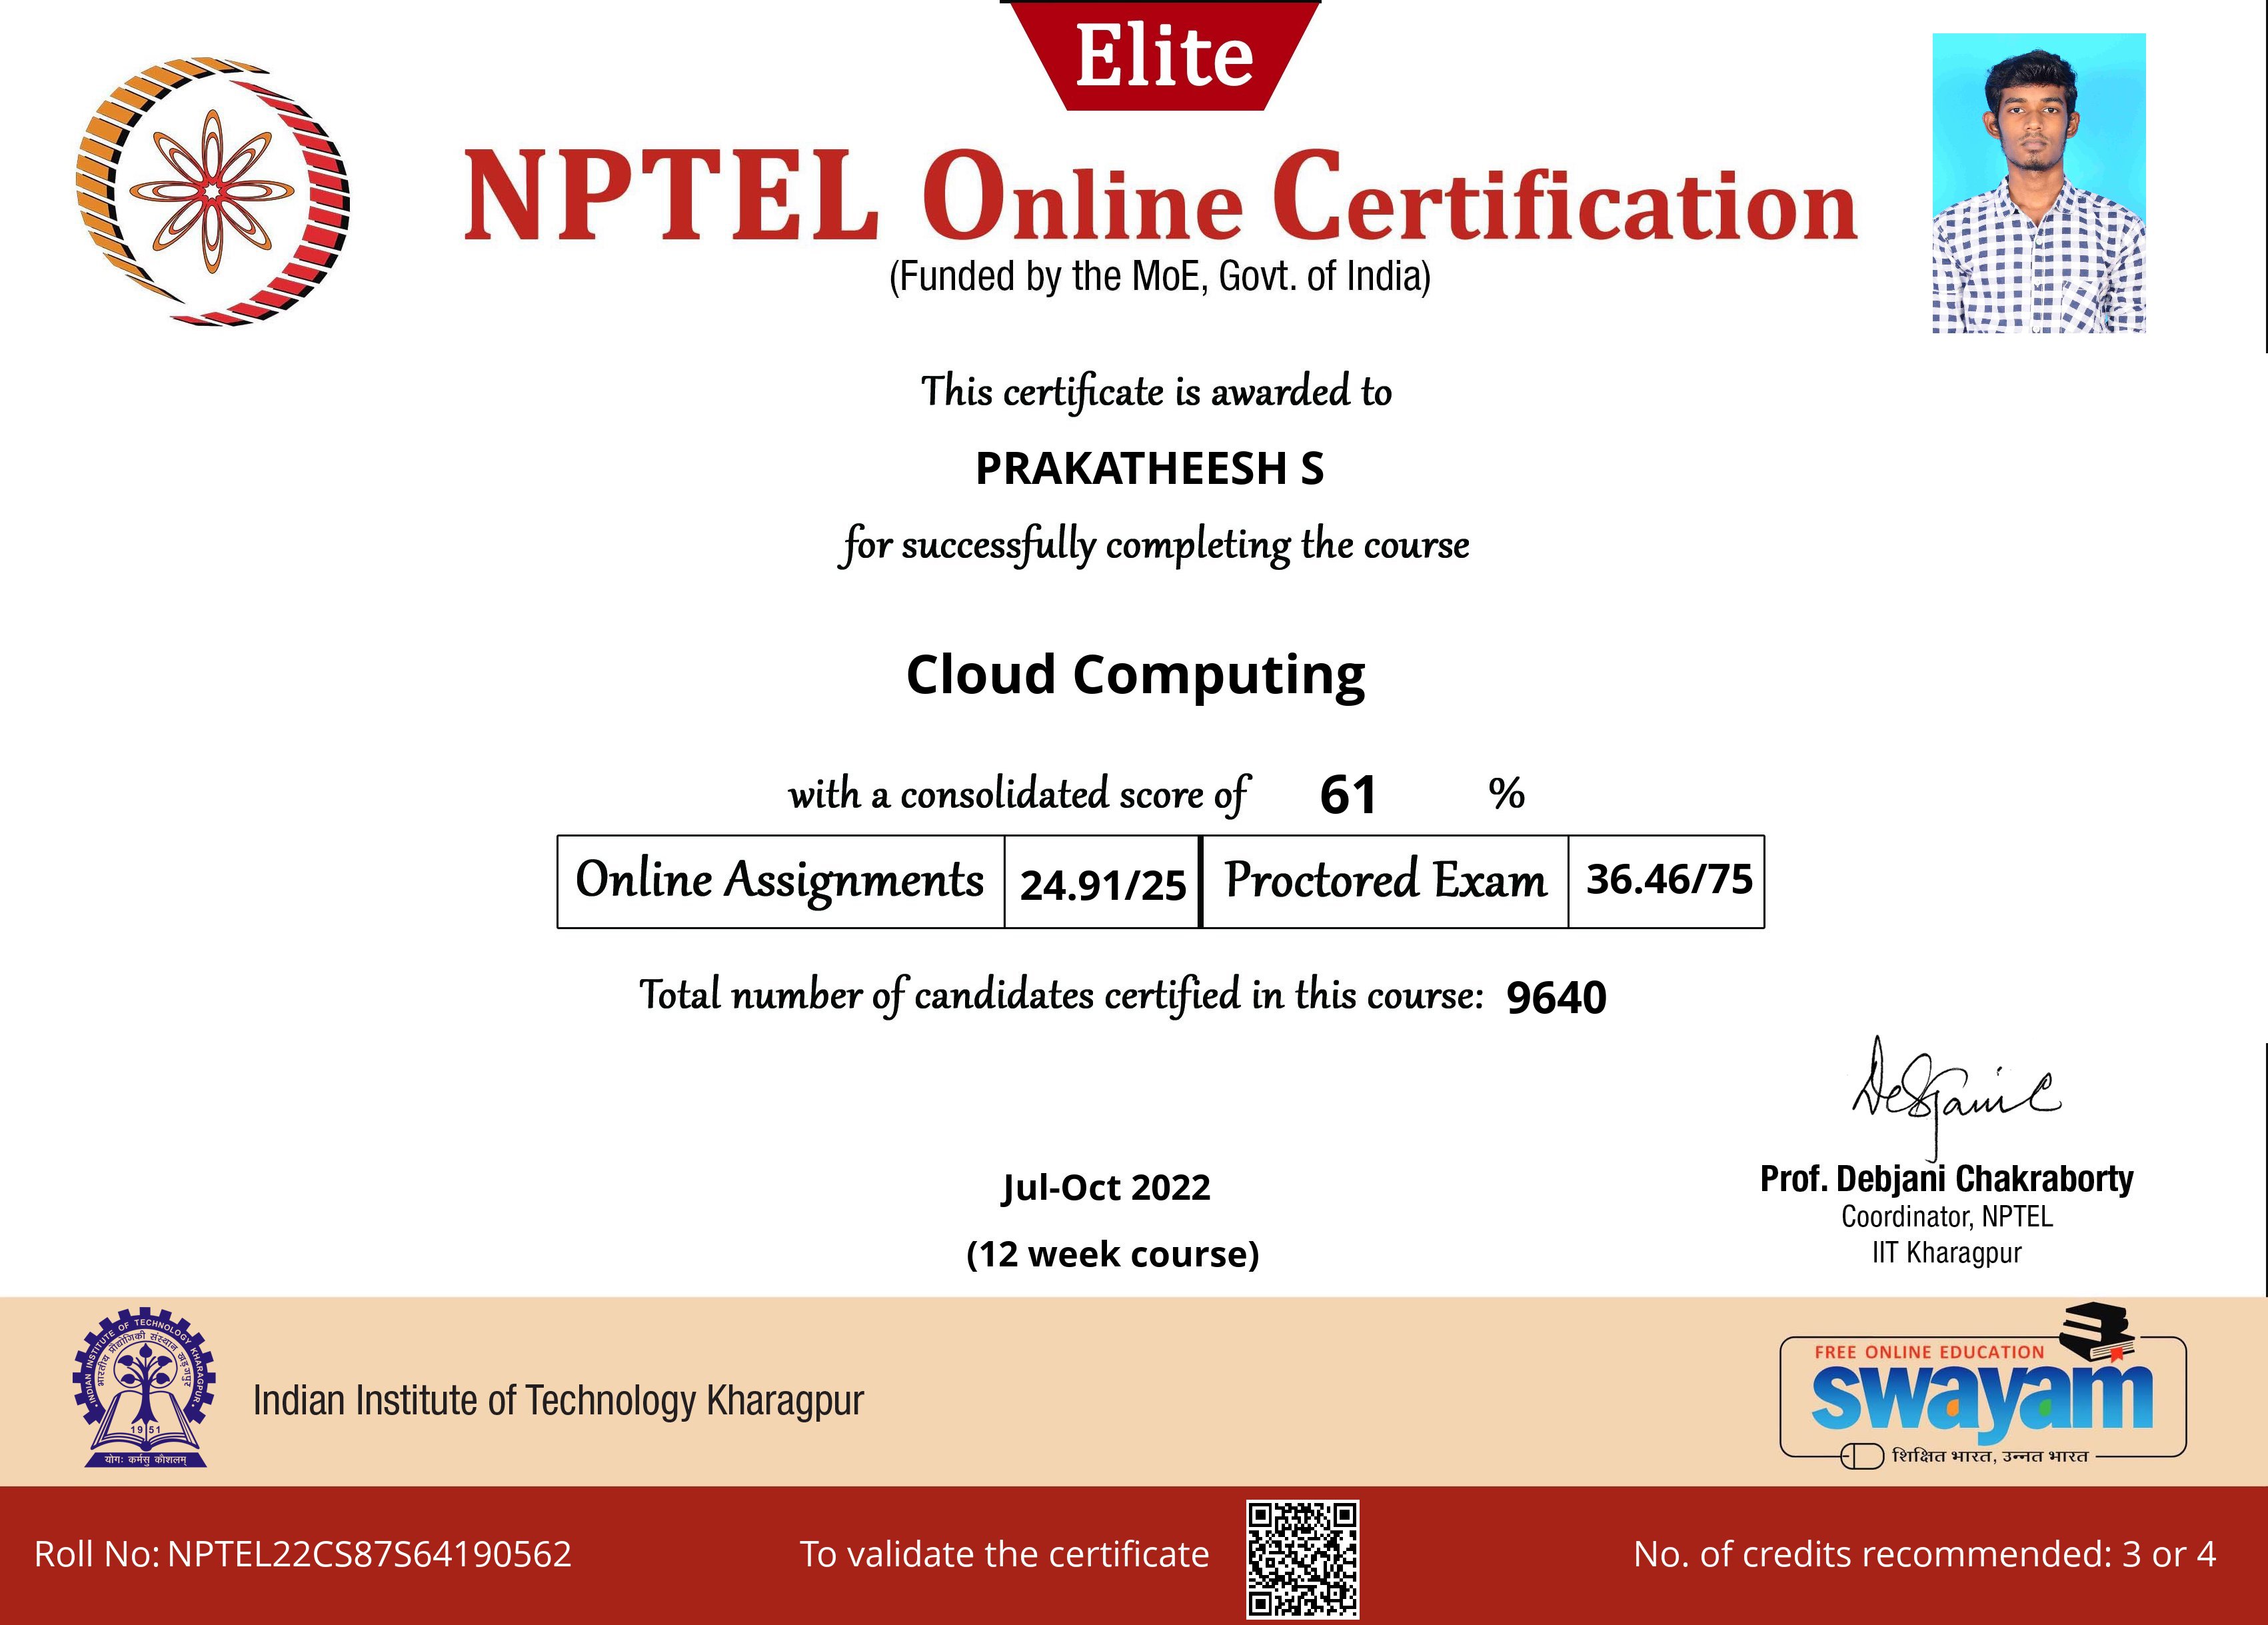 Elite
NPTEL Online Certification
(Funded by the MoE, Govt. of India)
This certificate is awarded to
PRAKATHEESH S
for successfully completing the course
Cloud Computing
with a consolidated score of 61 %
Online Assignments 24.91/25 Proctored Exam 36.46/75
Total number of candidates certified in this course: 9640
Debjani C
Prof. Debjani Chakraborty
Coordinator, NPTEL
IIT Kharagpur
Jul-Oct 2022
(12 week course)
INDIAN INSTITUTE OF TECHNOLOGY KHARAGPUR
भारतीय प्रौद्योगिकी संस्थान खड़गपुर
1951
योगः कर्मसु कौशलम्
Indian Institute of Technology Kharagpur
FREE ONLINE EDUCATION
swayam
शिक्षित भारत, उन्नत भारत
Roll No: NPTEL22CS87S64190562
To validate the certificate
No. of credits recommended: 3 or 4